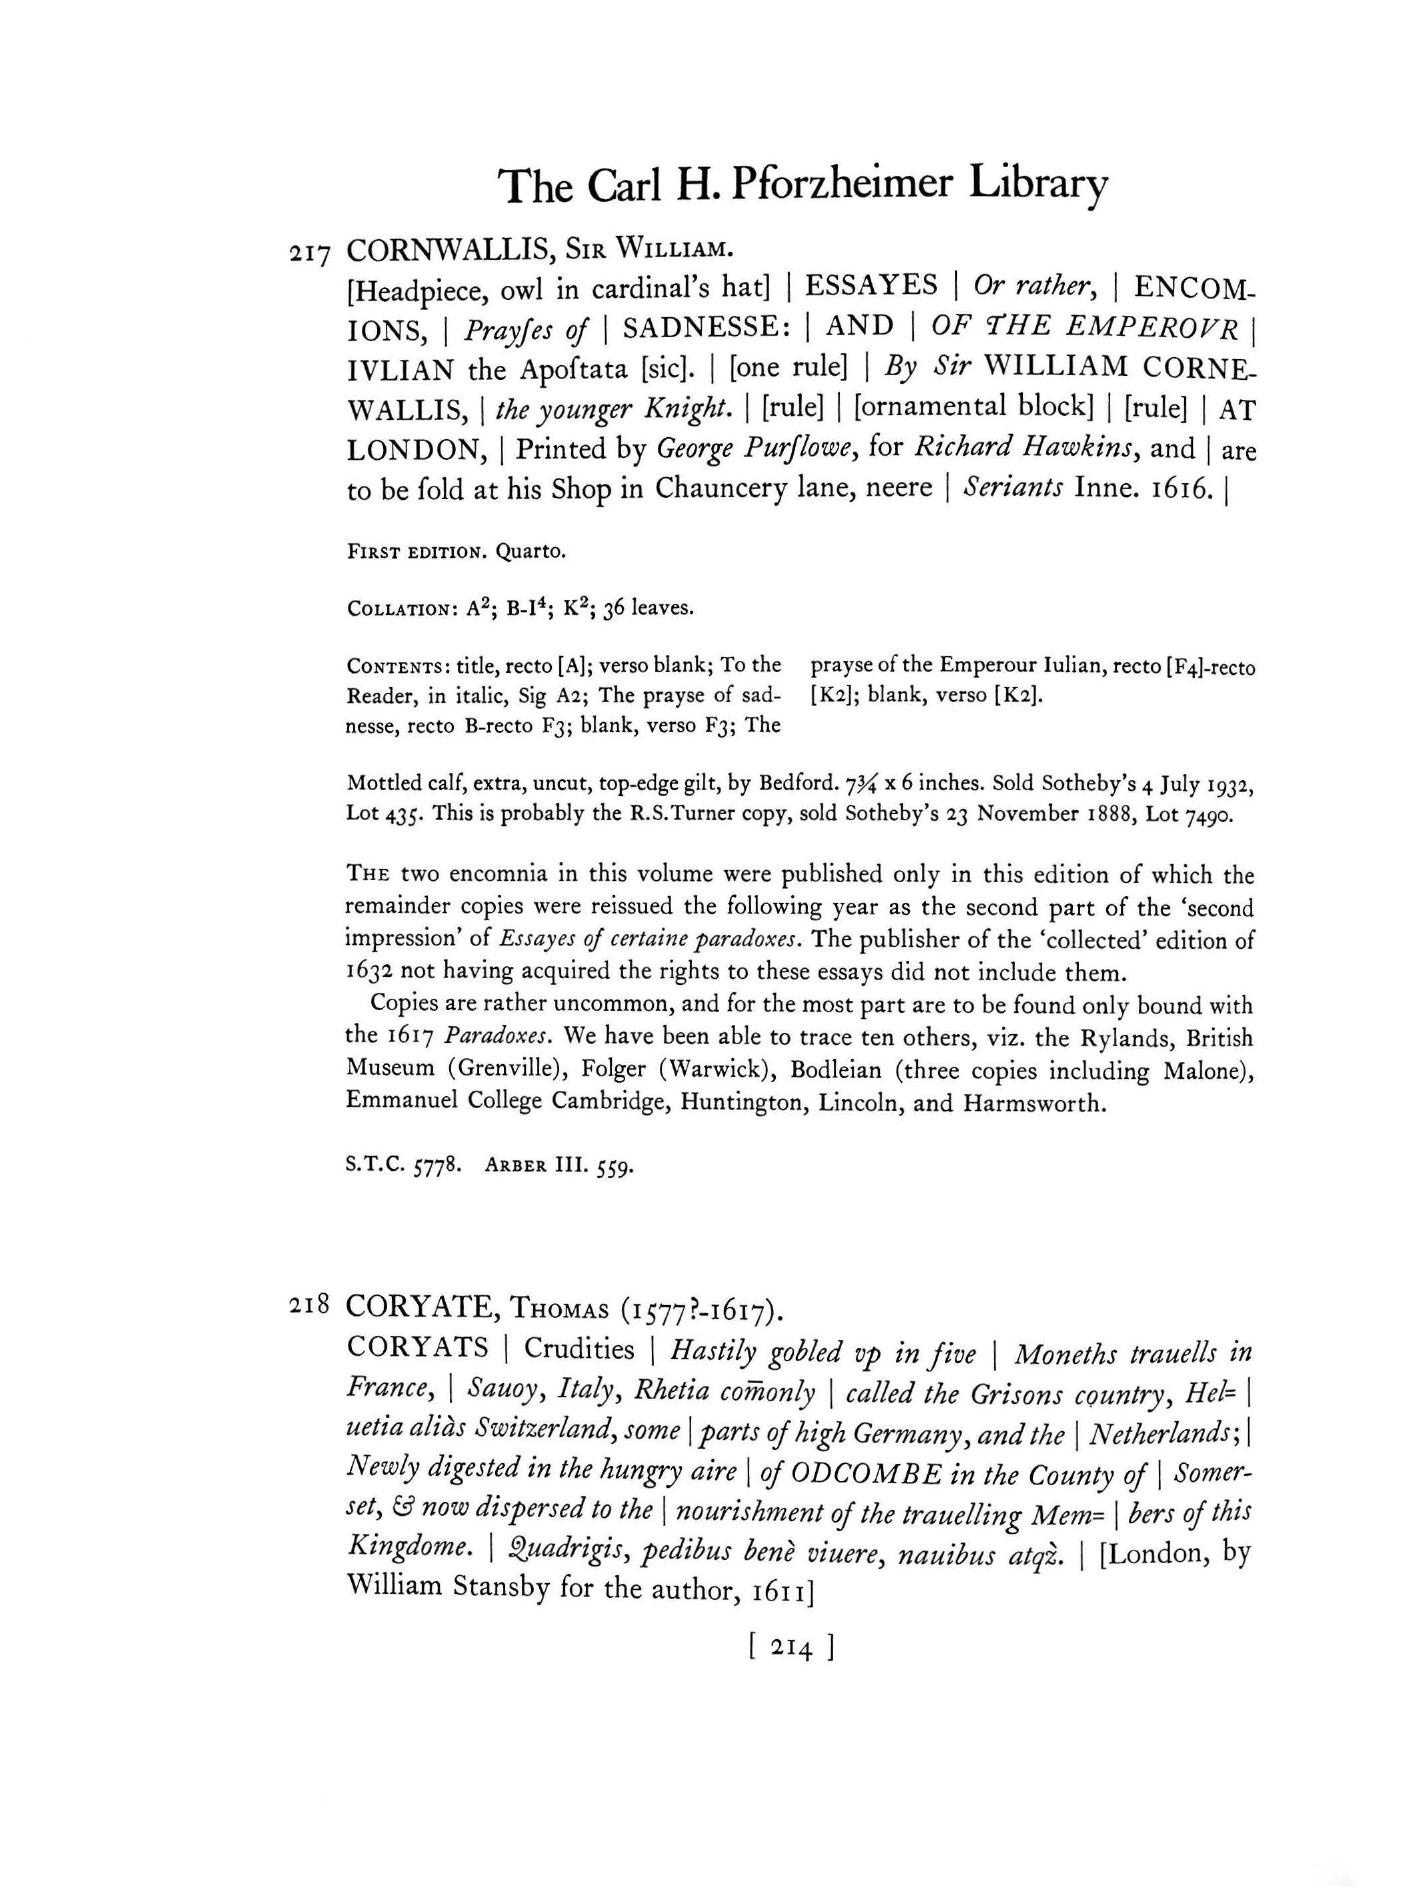 The Carl H. Pforzheimer Library
217 CORNWALLIS, SIR WILLIAM.
[Headpiece, owl in cardinal's hat] | ESSAYES | Or rather, | ENCOM-
IONS, | Prayſes of | SADNESSE: | AND | OF THE EMPEROVR |
IVLIAN the Apoſtata [sic]. | [one rule] | By Sir WILLIAM CORNE-
WALLIS, | the younger Knight. | [rule] | [ornamental block] | [rule] | AT
LONDON, | Printed by George Purſlowe, for Richard Hawkins, and | are
to be ſold at his Shop in Chauncery lane, neere | Seriants Inne. 1616. |
FIRST EDITION. Quarto.
COLLATION: A²; B-I⁴; K²; 36 leaves.
CONTENTS: title, recto [A]; verso blank; To the
Reader, in italic, Sig A2; The prayse of sad-
nesse, recto B-recto F3; blank, verso F3; The
prayse of the Emperour Iulian, recto [F4]-recto
[K2]; blank, verso [K2].
Mottled calf, extra, uncut, top-edge gilt, by Bedford. 7¾ x 6 inches. Sold Sotheby's 4 July 1932,
Lot 435. This is probably the R.S.Turner copy, sold Sotheby's 23 November 1888, Lot 7490.
THE two encomnia in this volume were published only in this edition of which the
remainder copies were reissued the following year as the second part of the ‘second
impression’ of Essayes of certaine paradoxes. The publisher of the ‘collected’ edition of
1632 not having acquired the rights to these essays did not include them.
Copies are rather uncommon, and for the most part are to be found only bound with
the 1617 Paradoxes. We have been able to trace ten others, viz. the Rylands, British
Museum (Grenville), Folger (Warwick), Bodleian (three copies including Malone),
Emmanuel College Cambridge, Huntington, Lincoln, and Harmsworth.
S.T.C. 5778. ARBER III. 559.
218 CORYATE, THOMAS (1577?-1617).
CORYATS | Crudities | Hastily gobled vp in five | Moneths trauells in
France, | Sauoy, Italy, Rhetia com̄only | called the Grisons country, Hel= |
uetia aliàs Switzerland, some | parts of high Germany, and the | Netherlands; |
Newly digested in the hungry aire | of ODCOMBE in the County of | Somer-
set, & now dispersed to the | nourishment of the trauelling Mem= | bers of this
Kingdome. | Quadrigis, pedibus benè viuere, nauibus atqż. | [London, by
William Stansby for the author, 1611]
[ 214 ]